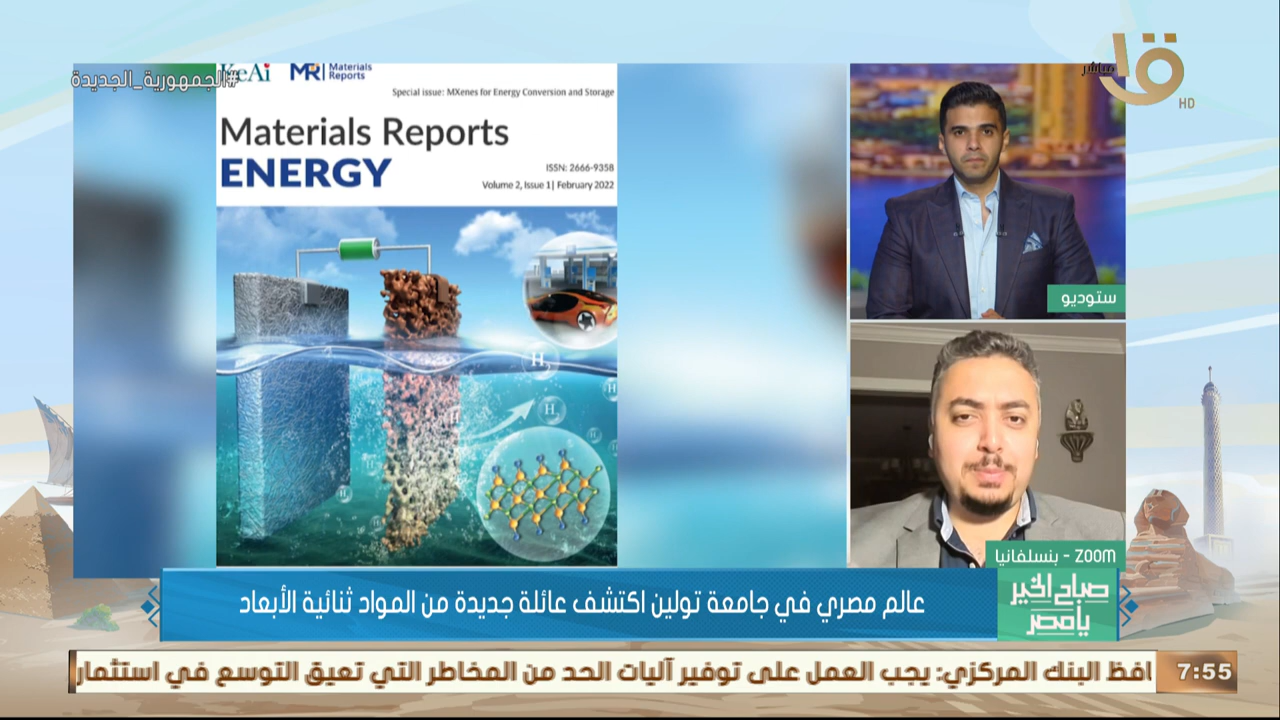 #الجمهورية_الجديدة
مباشر
HD
KeAi
MR Materials Reports
Special issue: MXenes for Energy Conversion and Storage
Materials Reports
ENERGY
ISSN: 2666-9358
Volume 2, Issue 1| February 2022
H₂
H₂
ستوديو
ZOOM - بنسلفانيا
صباح الخير
يا مصر
عالم مصري في جامعة تولين اكتشف عائلة جديدة من المواد ثنائية الأبعاد
7:55
افظ البنك المركزي: يجب العمل على توفير آليات الحد من المخاطر التي تعيق التوسع في استثمار